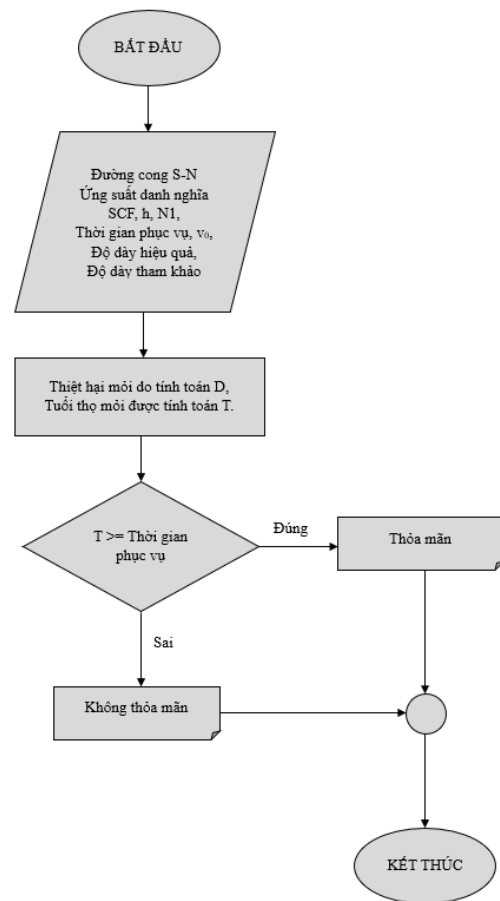 BẮT ĐẦU
Đường cong S-N
Ứng suất danh nghĩa
SCF, h, N1,
Thời gian phục vụ, v₀,
Độ dày hiệu quả,
Độ dày tham khảo
Thiệt hại mỏi do tính toán D,
Tuổi thọ mỏi được tính toán T.
T >= Thời gian
phục vụ
Đúng
Thỏa mãn
Sai
Không thỏa mãn
KẾT THÚC